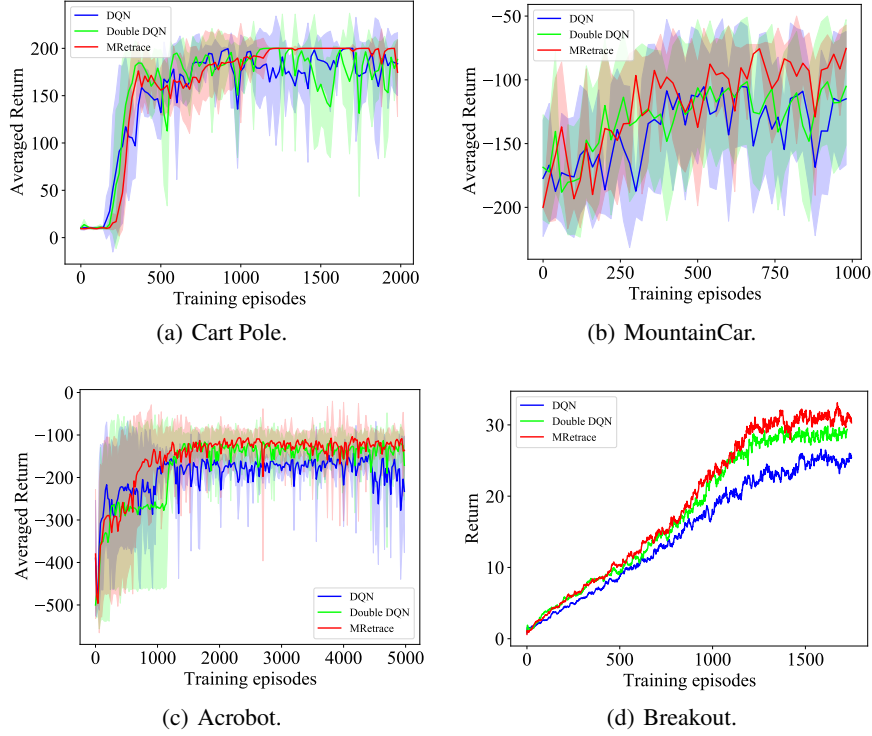 DQN
Double DQN
MRetrace
200
150
100
50
0
Averaged Return
0
500
1000
1500
2000
Training episodes
(a) Cart Pole.
DQN
Double DQN
MRetrace
−50
−100
−150
−200
Averaged Return
0
250
500
750
1000
Training episodes
(b) MountainCar.
0
−100
−200
−300
−400
−500
Averaged Return
DQN
Double DQN
MRetrace
0
1000
2000
3000
4000
5000
Training episodes
(c) Acrobot.
DQN
Double DQN
MRetrace
30
20
10
0
Return
0
500
1000
1500
Training episodes
(d) Breakout.